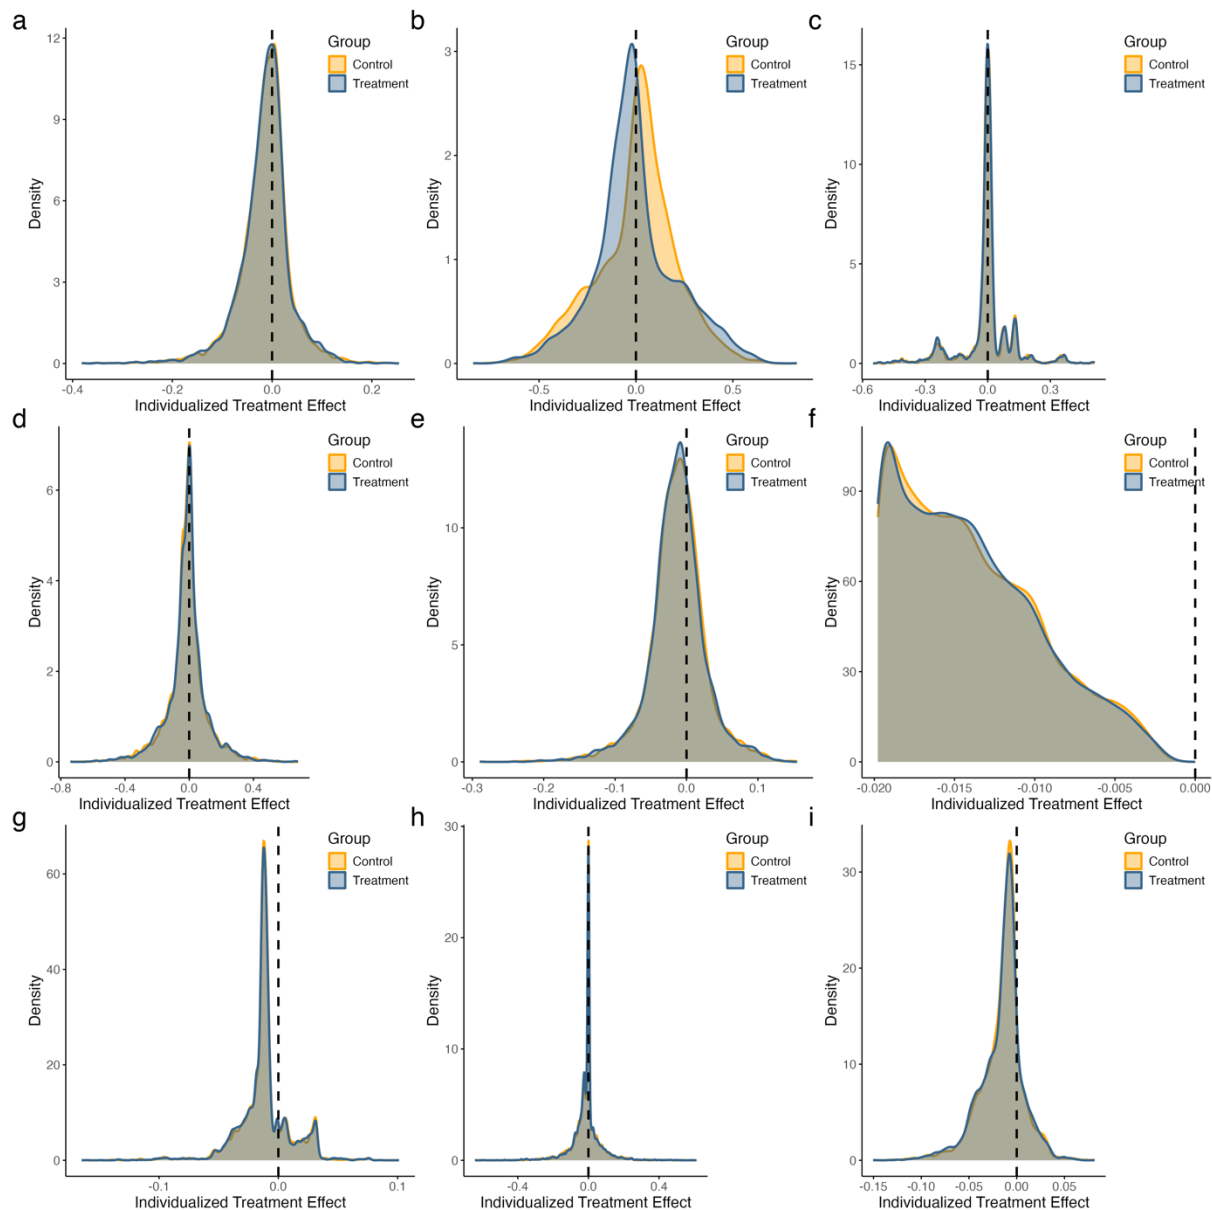 a
12
9
6
3
0
Density
-0.4
-0.2
0.0
0.2
Individualized Treatment Effect
Group
Control
Treatment
b
3
2
1
0
Density
-0.5
0.0
0.5
Individualized Treatment Effect
Group
Control
Treatment
c
15
10
5
0
Density
-0.6
-0.3
0.0
0.3
Individualized Treatment Effect
Group
Control
Treatment
d
6
4
2
0
Density
-0.8
-0.4
0.0
0.4
Individualized Treatment Effect
Group
Control
Treatment
e
10
5
0
Density
-0.3
-0.2
-0.1
0.0
0.1
Individualized Treatment Effect
Group
Control
Treatment
f
90
60
30
0
Density
-0.020
-0.015
-0.010
-0.005
0.000
Individualized Treatment Effect
Group
Control
Treatment
g
60
40
20
0
Density
-0.1
0.0
0.1
Individualized Treatment Effect
Group
Control
Treatment
h
30
20
10
0
Density
-0.4
0.0
0.4
Individualized Treatment Effect
Group
Control
Treatment
i
30
20
10
0
Density
-0.15
-0.10
-0.05
0.00
0.05
Individualized Treatment Effect
Group
Control
Treatment